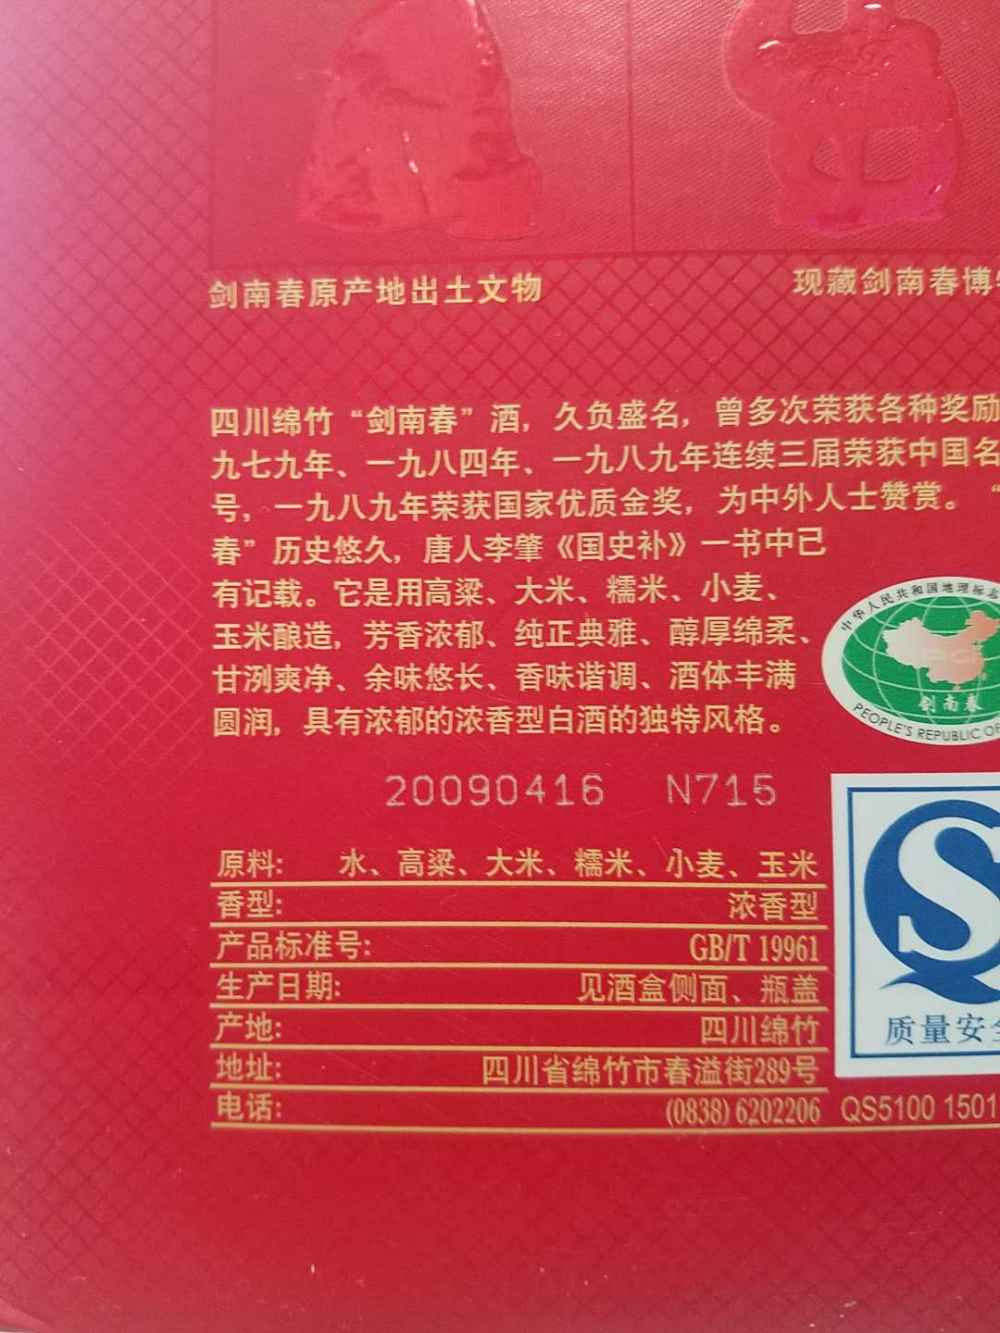 剑南春原产地出土文物
现藏剑南春博
四川绵竹“剑南春”酒，久负盛名，曾多次荣获各种奖励
九七九年、一九八四年、一九八九年连续三届荣获中国名
号，一九八九年荣获国家优质金奖，为中外人士赞赏。“
春”历史悠久，唐人李肇《国史补》一书中已
有记载。它是用高粱、大米、糯米、小麦、
玉米酿造，芳香浓郁、纯正典雅、醇厚绵柔、
甘洌爽净、余味悠长、香味谐调、酒体丰满
圆润，具有浓郁的浓香型白酒的独特风格。
中华人民共和国地理标志
PGI
剑南春
PEOPLE'S REPUBLIC OF
20090416 N715
原料: 水、高粱、大米、糯米、小麦、玉米
香型: 浓香型
产品标准号: GB/T 19961
生产日期: 见酒盒侧面、瓶盖
产地: 四川绵竹
地址: 四川省绵竹市春溢街289号
电话: (0838) 6202206
质量安全
QS5100 1501